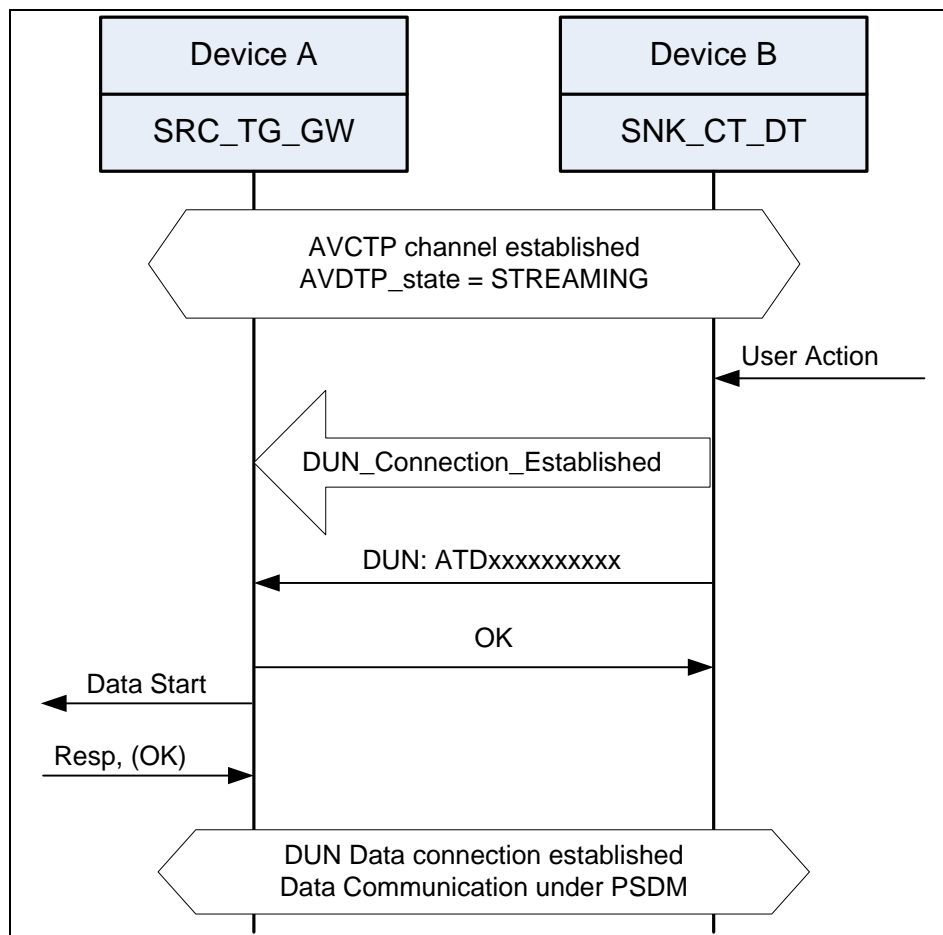 Device A
Device B
SRC_TG_GW
SNK_CT_DT
AVCTP channel established
AVDTP_state = STREAMING
User Action
DUN_Connection_Established
DUN: ATDxxxxxxxxxx
OK
Data Start
Resp, (OK)
DUN Data connection established
Data Communication under PSDM